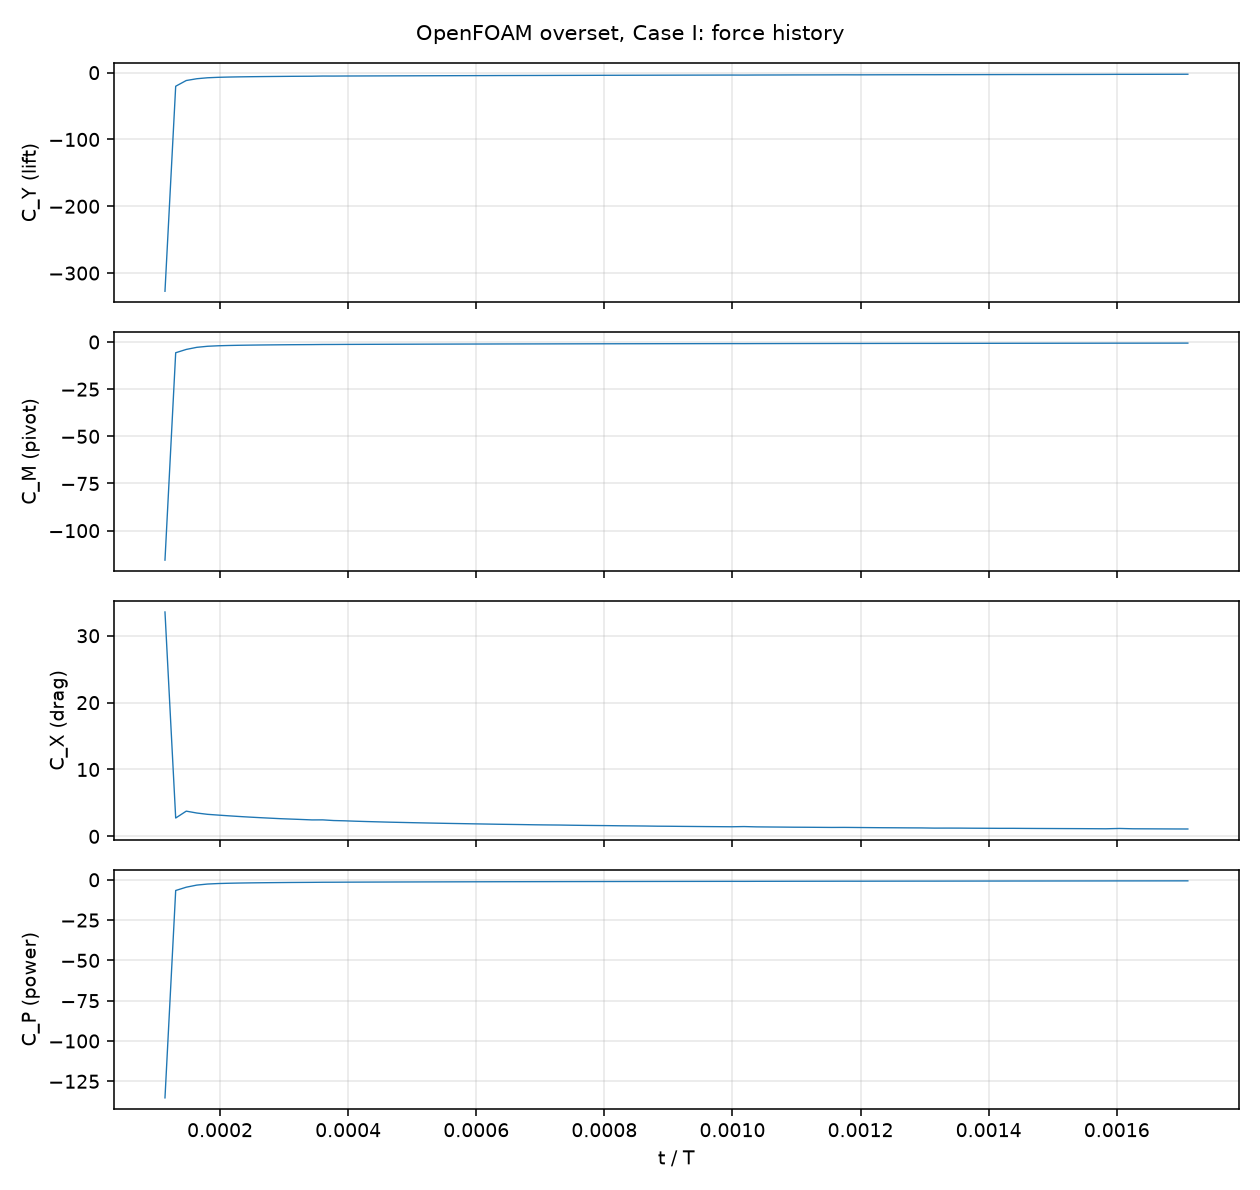 OpenFOAM overset, Case I: force history
0
−100
−200
−300
C_Y (lift)
0
−25
−50
−75
−100
C_M (pivot)
30
20
10
0
C_X (drag)
0
−25
−50
−75
−100
−125
C_P (power)
0.0002 0.0004 0.0006 0.0008 0.0010 0.0012 0.0014 0.0016
t / T